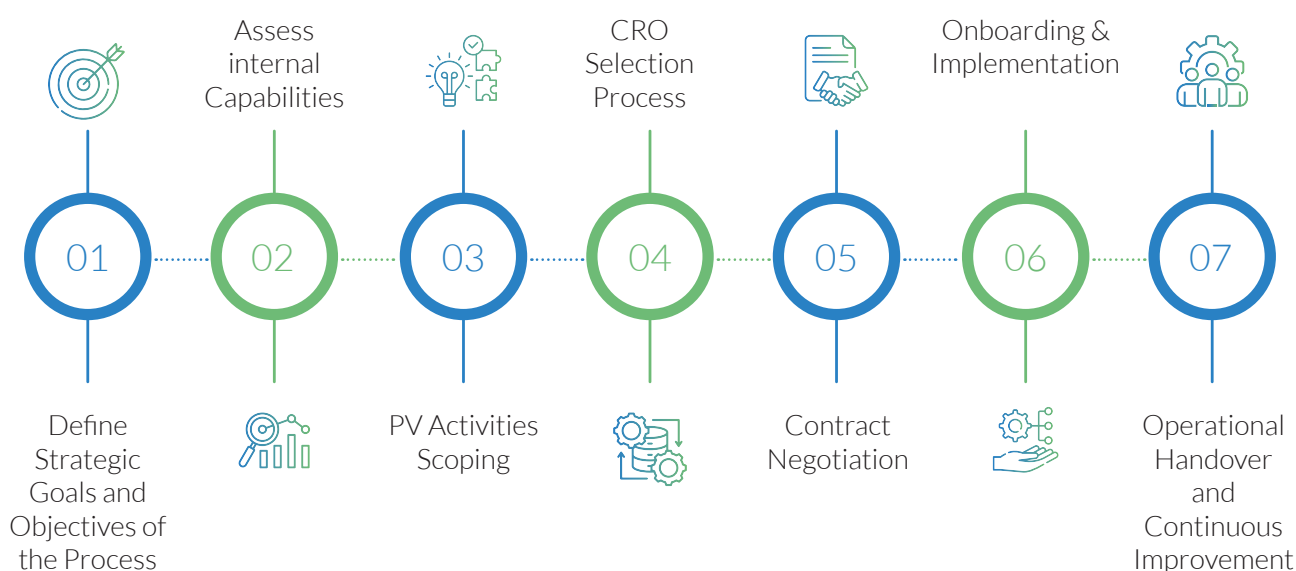 01
Define
Strategic
Goals and
Objectives of
the Process
Assess
internal
Capabilities
02
03
PV Activities
Scoping
CRO
Selection
Process
04
05
Contract
Negotiation
Onboarding &
Implementation
06
07
Operational
Handover
and
Continuous
Improvement